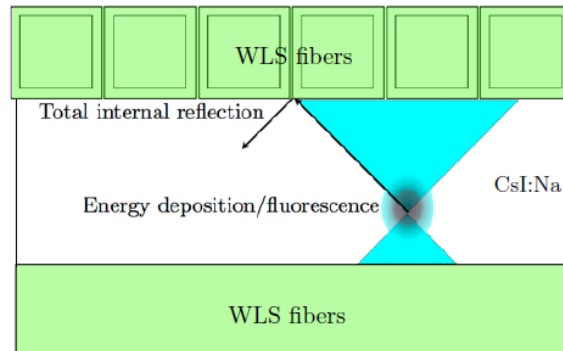 WLS fibers
Total internal reflection
CsI:Na
Energy deposition/fluorescence
WLS fibers